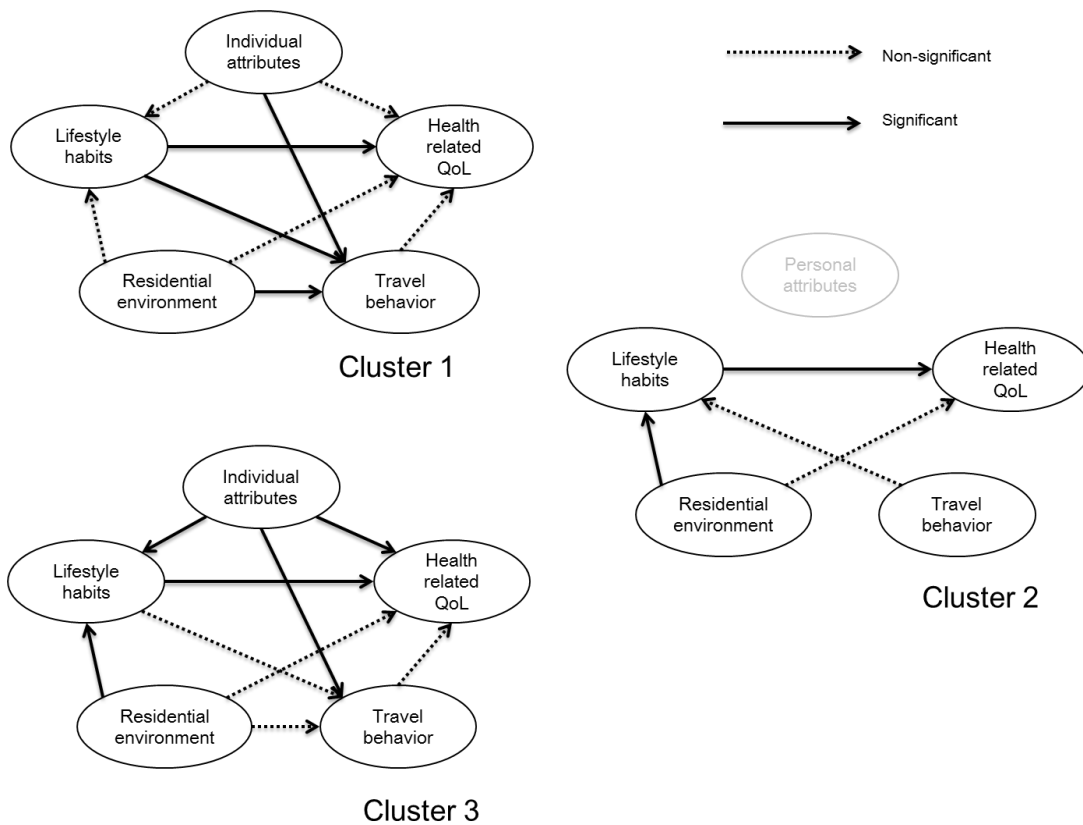 Individual
attributes
Lifestyle
habits
Health
related
QoL
Residential
environment
Travel
behavior
Cluster 1
Non-significant
Significant
Personal
attributes
Lifestyle
habits
Health
related
QoL
Residential
environment
Travel
behavior
Cluster 2
Individual
attributes
Lifestyle
habits
Health
related
QoL
Residential
environment
Travel
behavior
Cluster 3